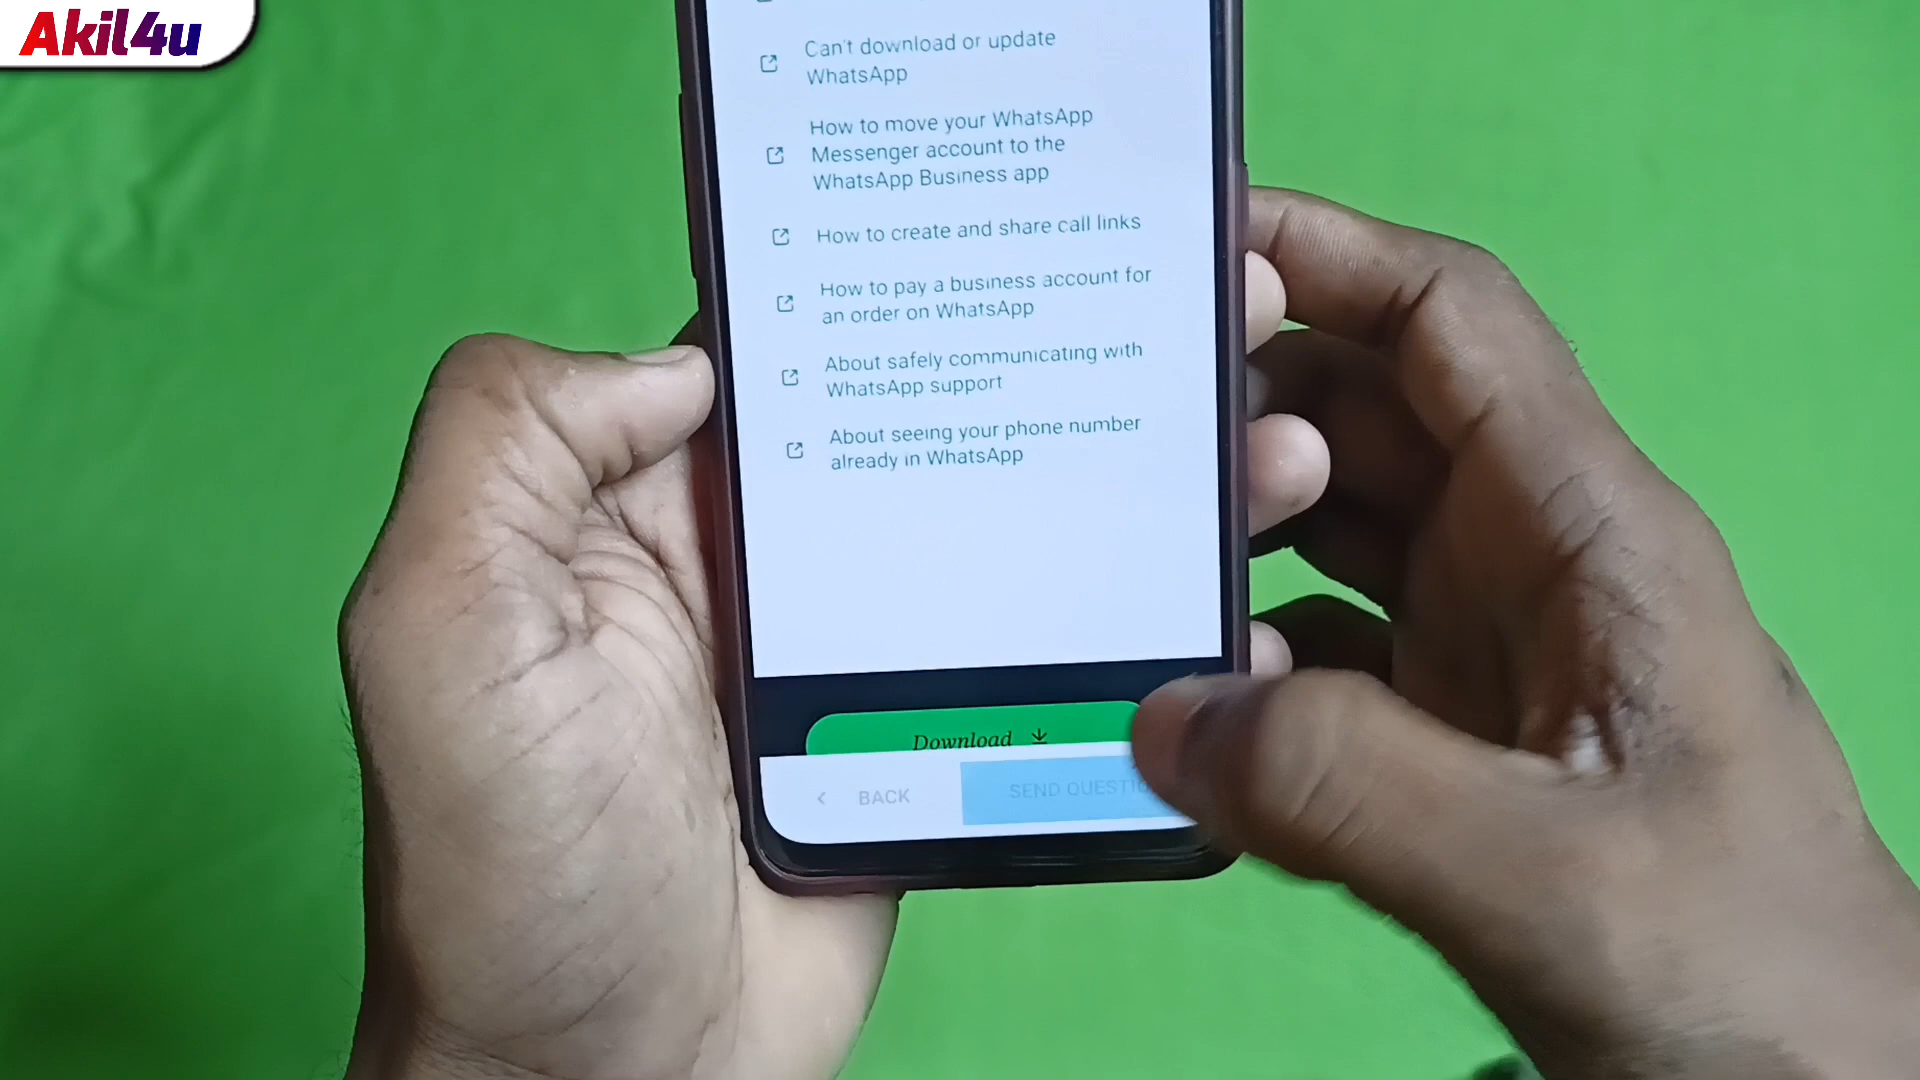 Akil4u
Can't download or update
WhatsApp
How to move your WhatsApp
Messenger account to the
WhatsApp Business app
How to create and share call links
How to pay a business account for
an order on WhatsApp
About safely communicating with
WhatsApp support
About seeing your phone number
already in WhatsApp
Download
BACK
SEND